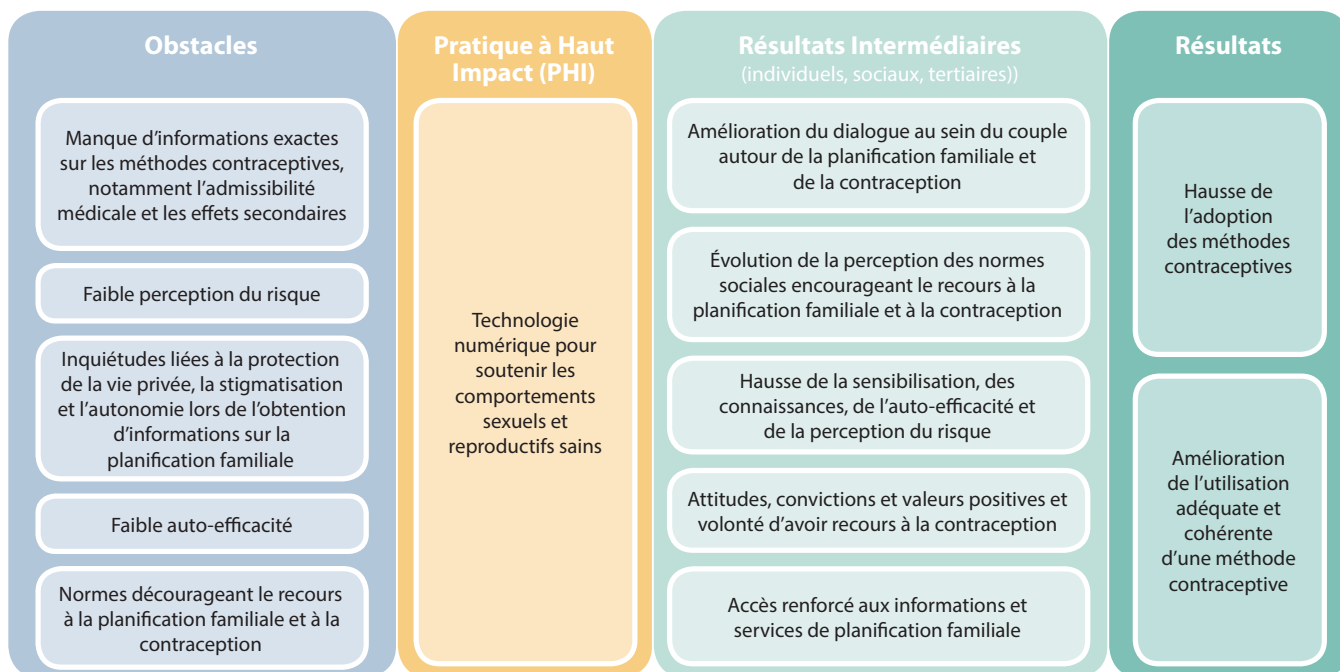 Obstacles
Manque d’informations exactes
sur les méthodes contraceptives,
notamment l’admissibilité
médicale et les effets secondaires
Faible perception du risque
Inquiétudes liées à la protection
de la vie privée, la stigmatisation
et l’autonomie lors de l’obtention
d’informations sur la
planification familiale
Faible auto-efficacité
Normes décourageant le recours
à la planification familiale et à la
contraception
Pratique à Haut
Impact (PHI)
Technologie
numérique pour
soutenir les
comportements
sexuels et
reproductifs sains
Résultats Intermédiaires
(individuels, sociaux, tertiaires))
Amélioration du dialogue au sein du couple
autour de la planification familiale et
de la contraception
Évolution de la perception des normes
sociales encourageant le recours à la
planification familiale et à la contraception
Hausse de la sensibilisation, des
connaissances, de l’auto-efficacité et
de la perception du risque
Attitudes, convictions et valeurs positives et
volonté d’avoir recours à la contraception
Accès renforcé aux informations et
services de planification familiale
Résultats
Hausse de
l’adoption
des méthodes
contraceptives
Amélioration
de l’utilisation
adéquate et
cohérente
d’une méthode
contraceptive